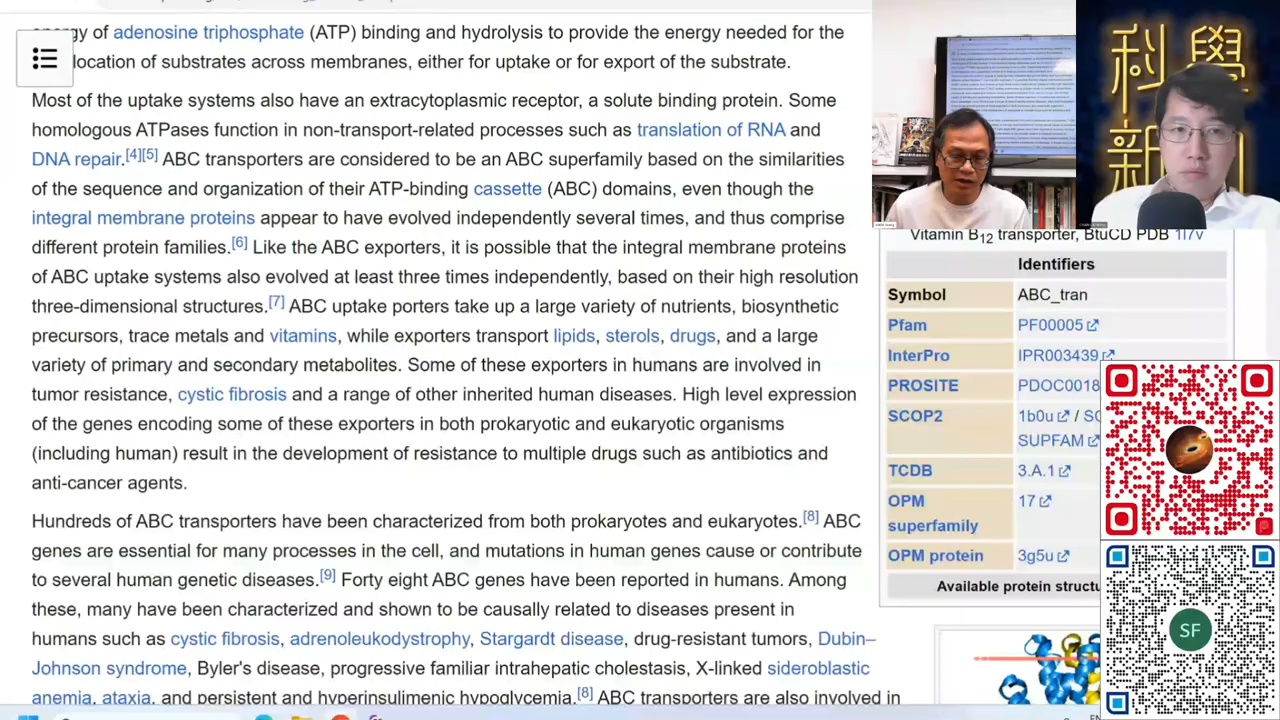 energy of adenosine triphosphate (ATP) binding and hydrolysis to provide the energy needed for the
location of substrates across membranes, either for uptake or for export of the substrate.
Most of the uptake systems also have an extracytoplasmic receptor, a solute binding protein. Some
homologous ATPases function in non-transport-related processes such as translation of RNA and
DNA repair.[4][5] ABC transporters are considered to be an ABC superfamily based on the similarities
of the sequence and organization of their ATP-binding cassette (ABC) domains, even though the
integral membrane proteins appear to have evolved independently several times, and thus comprise
different protein families.[6] Like the ABC exporters, it is possible that the integral membrane proteins
of ABC uptake systems also evolved at least three times independently, based on their high resolution
three-dimensional structures.[7] ABC uptake porters take up a large variety of nutrients, biosynthetic
precursors, trace metals and vitamins, while exporters transport lipids, sterols, drugs, and a large
variety of primary and secondary metabolites. Some of these exporters in humans are involved in
tumor resistance, cystic fibrosis and a range of other inherited human diseases. High level expression
of the genes encoding some of these exporters in both prokaryotic and eukaryotic organisms
(including human) result in the development of resistance to multiple drugs such as antibiotics and
anti-cancer agents.
Hundreds of ABC transporters have been characterized from both prokaryotes and eukaryotes.[8] ABC
genes are essential for many processes in the cell, and mutations in human genes cause or contribute
to several human genetic diseases.[9] Forty eight ABC genes have been reported in humans. Among
these, many have been characterized and shown to be causally related to diseases present in
humans such as cystic fibrosis, adrenoleukodystrophy, Stargardt disease, drug-resistant tumors, Dubin–
Johnson syndrome, Byler's disease, progressive familiar intrahepatic cholestasis, X-linked sideroblastic
anemia, ataxia, and persistent and hyperinsulimic hypoglycemia.[8] ABC transporters are also involved in
科學
新
Vitamin B12 transporter, BtuCD PDB 1l7v
Identifiers
Symbol ABC_tran
Pfam PF00005
InterPro IPR003439
PROSITE PDOC0018
SCOP2 1b0u / SC
SUPFAM
TCDB 3.A.1
OPM superfamily 17
OPM protein 3g5u
Available protein structu
SF